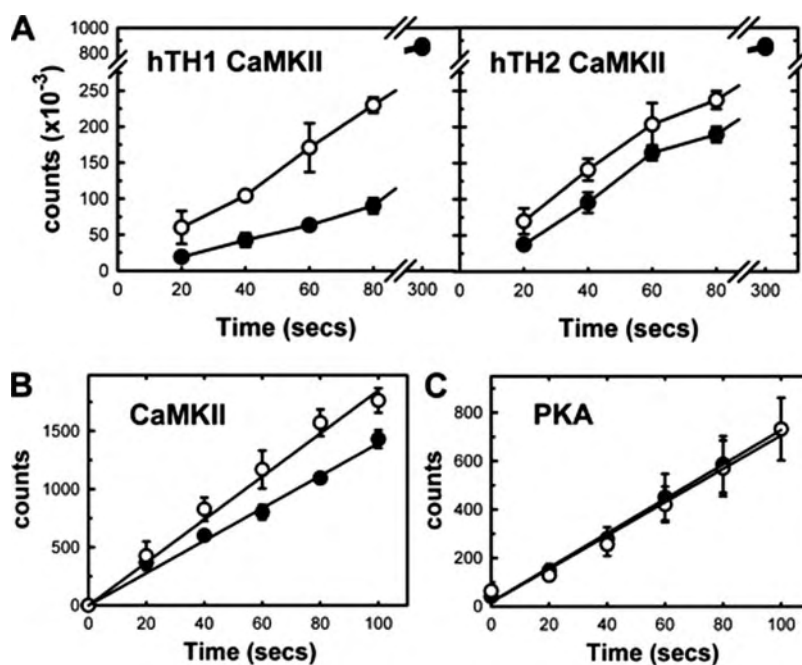 A
1000
800
250
200
150
100
50
0
counts (x10⁻³)
hTH1 CaMKII
hTH2 CaMKII
0 20 40 60 80 300
0 20 40 60 80 300
Time (secs)
Time (secs)
B
CaMKII
1500
1000
500
0
counts
0 20 40 60 80 100
Time (secs)
C
PKA
800
600
400
200
0
counts
0 20 40 60 80 100
Time (secs)